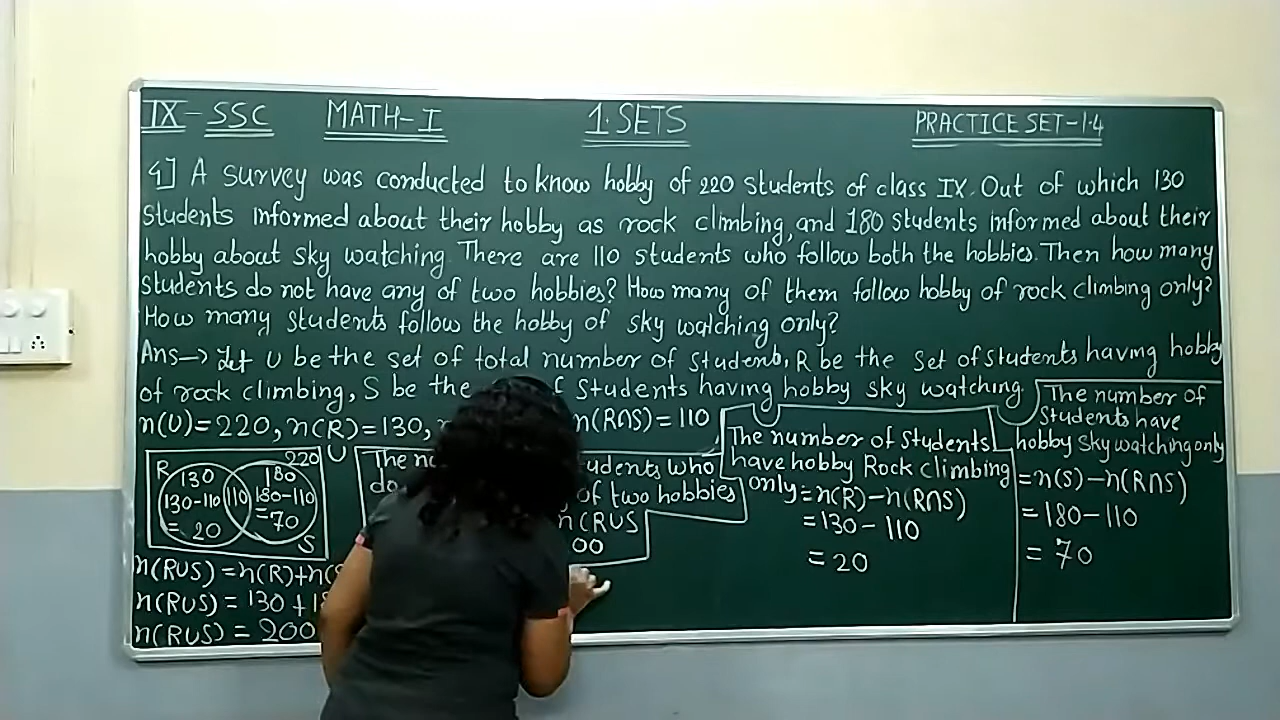 IX-SSC MATH-I 1.SETS PRACTICE SET-1.4
4] A survey was conducted to know hobby of 220 students of class IX. Out of which 130
students informed about their hobby as rock climbing, and 180 students informed about their
hobby about sky watching. There are 110 students who follow both the hobbies. Then how many
students do not have any of two hobbies? How many of them follow hobby of rock climbing only?
How many students follow the hobby of sky watching only?
Ans→ Let U be the set of total number of students, R be the set of students having hobby
of rock climbing, S be the of students having hobby sky watching.
n(U)=220, n(R)=130, n(R∩S)=110
U
220
R 130 180
130-110 110 180-110
= 20 =70
S
n(RUS) =n(R)+n(S
n(RUS) = 130 +
n(RUS) = 200
The udents who
do of two hobbies
n(RUS
00
The number of students
have hobby Rock climbing
only=n(R)-n(R∩S)
=130-110
=20
The number of
students have
hobby sky watching only
=n(S)-n(R∩S)
=180-110
= 70